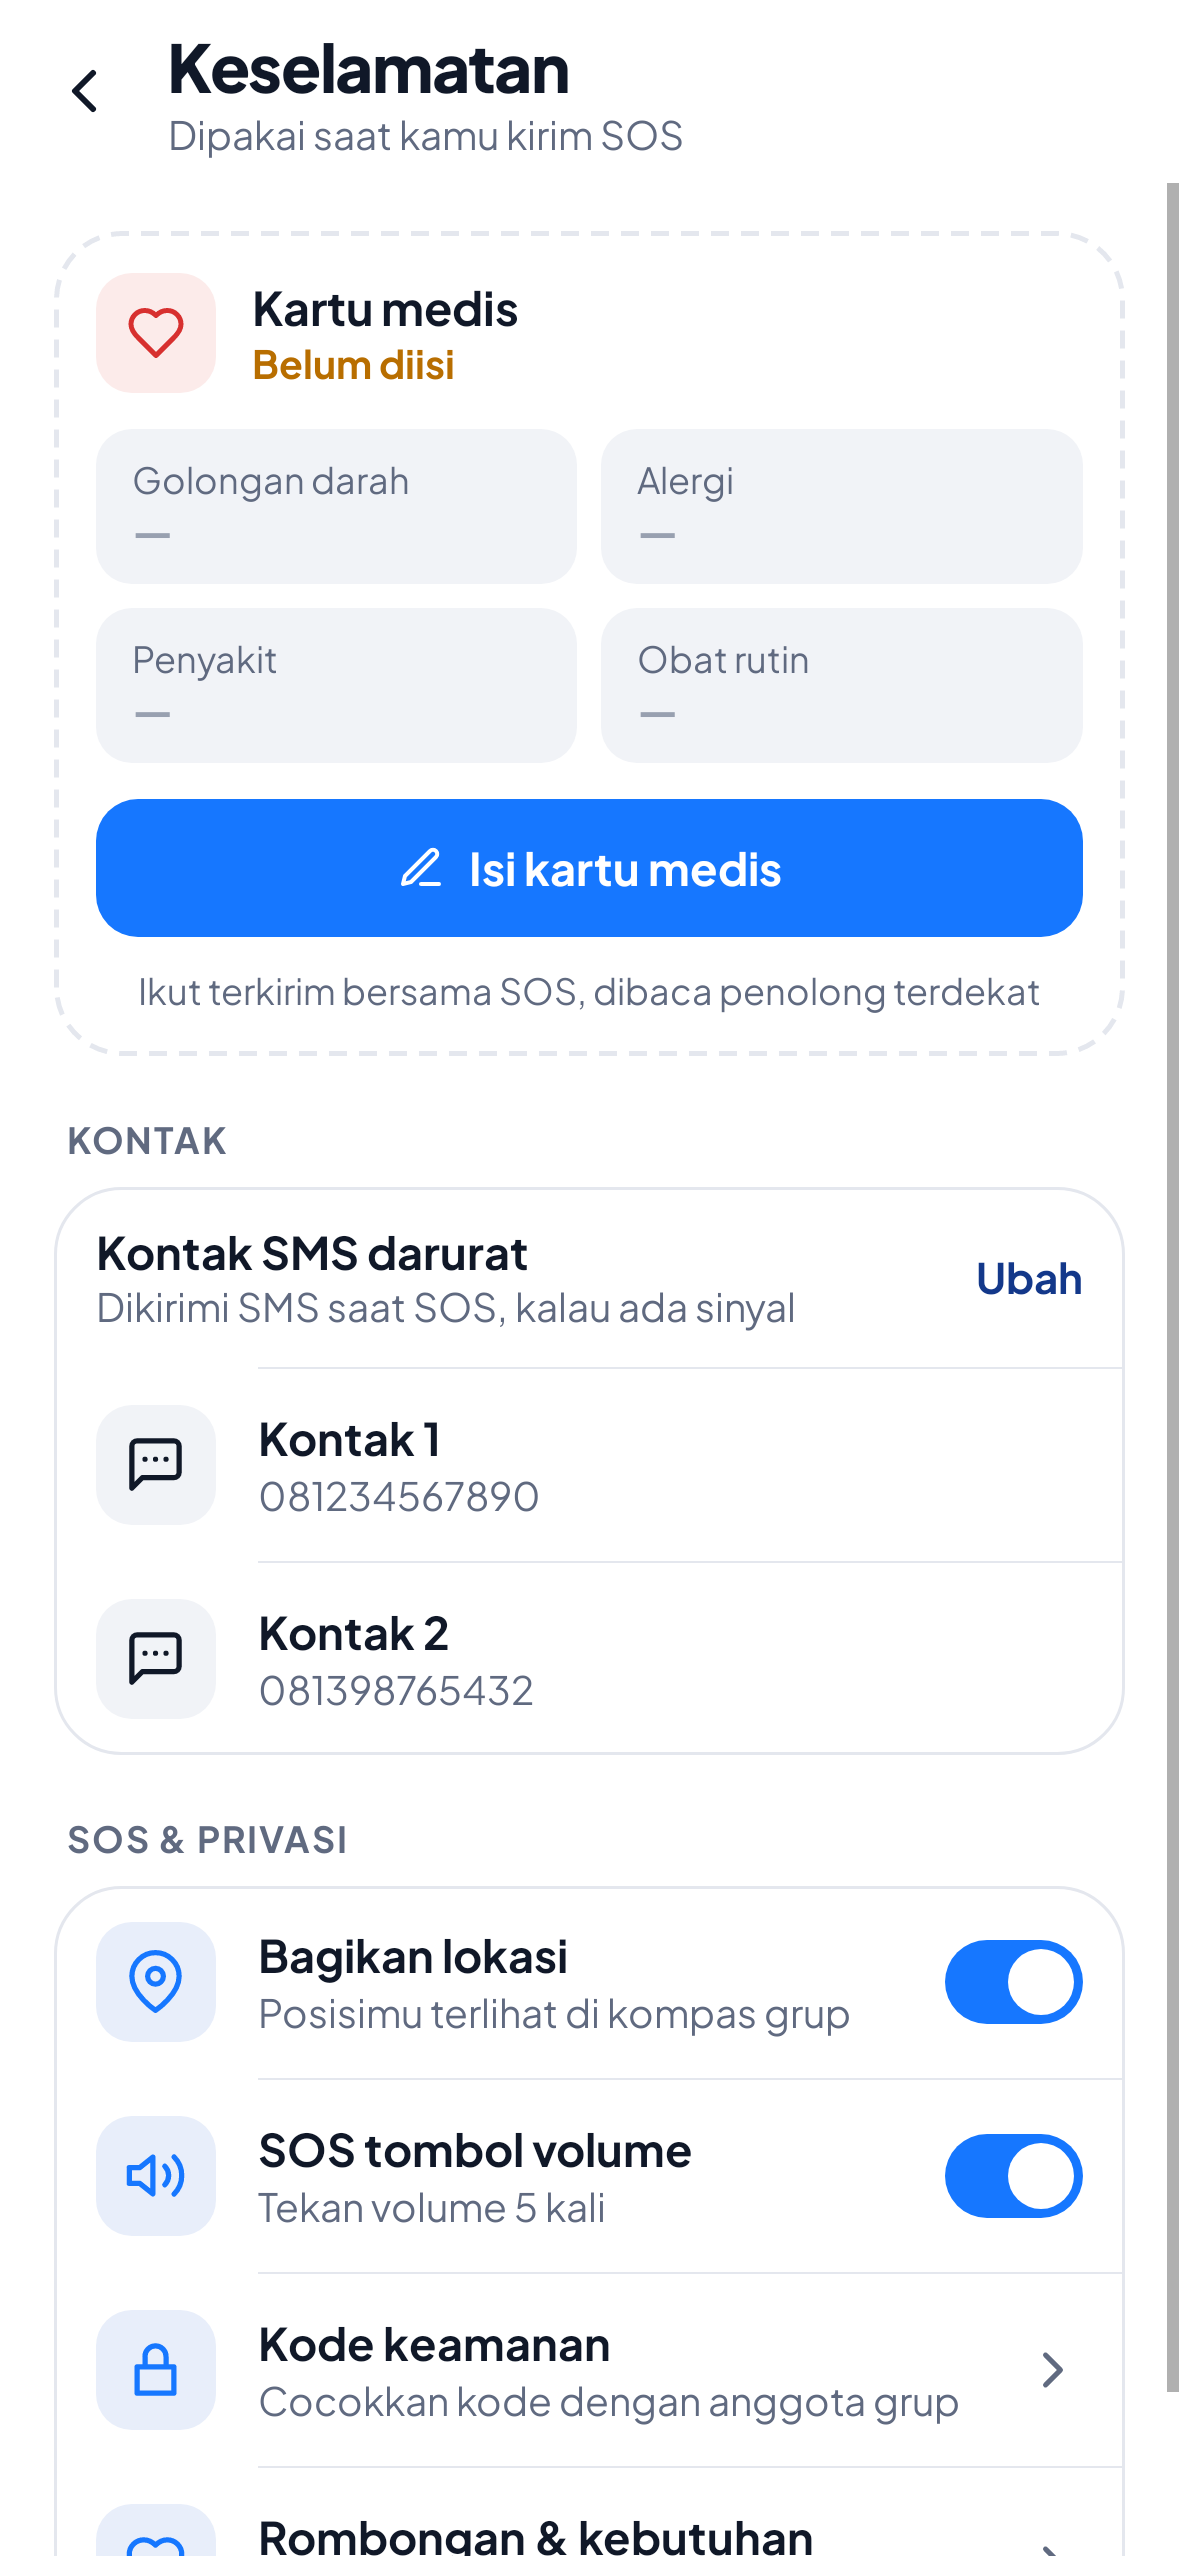 Keselamatan
Dipakai saat kamu kirim SOS
Kartu medis
Belum diisi
Golongan darah
—
Alergi
—
Penyakit
—
Obat rutin
—
Isi kartu medis
Ikut terkirim bersama SOS, dibaca penolong terdekat
KONTAK
Kontak SMS darurat
Dikirimi SMS saat SOS, kalau ada sinyal
Ubah
Kontak 1
081234567890
Kontak 2
081398765432
SOS & PRIVASI
Bagikan lokasi
Posisimu terlihat di kompas grup
SOS tombol volume
Tekan volume 5 kali
Kode keamanan
Cocokkan kode dengan anggota grup
Rombongan & kebutuhan